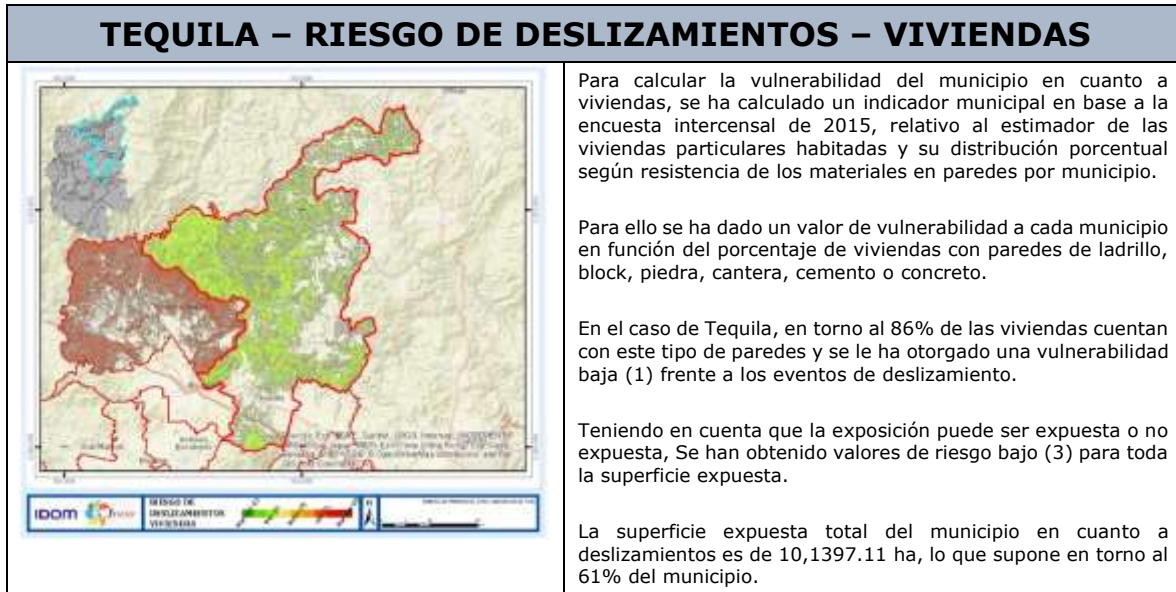 TEQUILA – RIESGO DE DESLIZAMIENTOS – VIVIENDAS
Para calcular la vulnerabilidad del municipio en cuanto a
viviendas, se ha calculado un indicador municipal en base a la
encuesta intercensal de 2015, relativo al estimador de las
viviendas particulares habitadas y su distribución porcentual
según resistencia de los materiales en paredes por municipio.
Para ello se ha dado un valor de vulnerabilidad a cada municipio
en función del porcentaje de viviendas con paredes de ladrillo,
block, piedra, cantera, cemento o concreto.
En el caso de Tequila, en torno al 86% de las viviendas cuentan
con este tipo de paredes y se le ha otorgado una vulnerabilidad
baja (1) frente a los eventos de deslizamiento.
Teniendo en cuenta que la exposición puede ser expuesta o no
expuesta, Se han obtenido valores de riesgo bajo (3) para toda
la superficie expuesta.
La superficie expuesta total del municipio en cuanto a
deslizamientos es de 10,1397.11 ha, lo que supone en torno al
61% del municipio.
IDOM
RIESGO DE
DESLIZAMIENTOS
VIVIENDAS